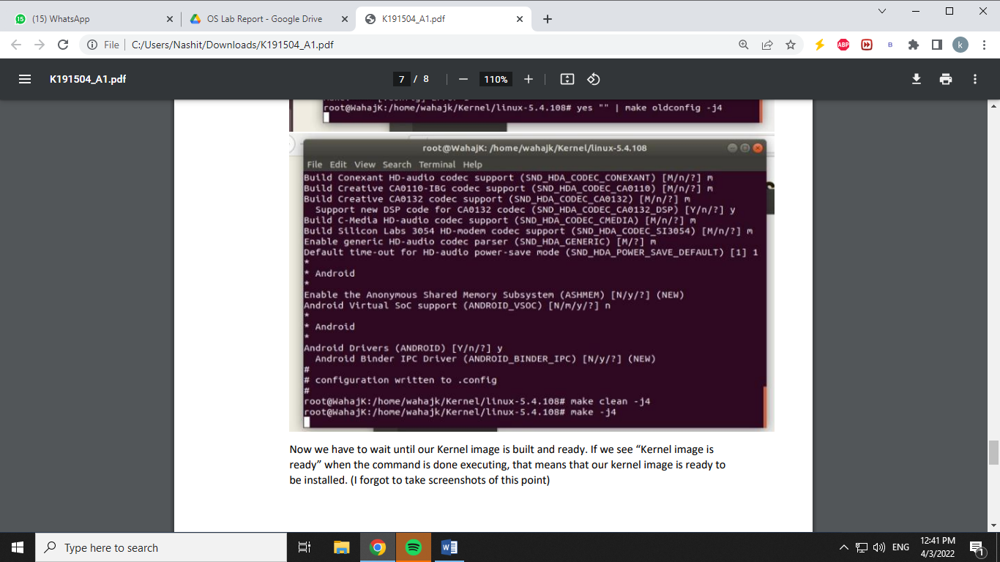 (15) WhatsApp
OS Lab Report - Google Drive
K191504_A1.pdf
File
C:/Users/Nashit/Downloads/K191504_A1.pdf
ABP
B
k
K191504_A1.pdf
7 / 8
110%
root@WahajK:/home/wahajk/Kernel/linux-5.4.108# yes "" | make oldconfig -j4
root@WahajK: /home/wahajk/Kernel/linux-5.4.108
File Edit View Search Terminal Help
Build Conexant HD-audio codec support (SND_HDA_CODEC_CONEXANT) [M/n/?] m
Build Creative CA0110-IBG codec support (SND_HDA_CODEC_CA0110) [M/n/?] m
Build Creative CA0132 codec support (SND_HDA_CODEC_CA0132) [M/n/?] m
Support new DSP code for CA0132 codec (SND_HDA_CODEC_CA0132_DSP) [Y/n/?] y
Build C-Media HD-audio codec support (SND_HDA_CODEC_CMEDIA) [M/n/?] m
Build Silicon Labs 3054 HD-modem codec support (SND_HDA_CODEC_SI3054) [M/n/?] m
Enable generic HD-audio codec parser (SND_HDA_GENERIC) [M/?] m
Default time-out for HD-audio power-save mode (SND_HDA_POWER_SAVE_DEFAULT) [1] 1
*
* Android
*
Enable the Anonymous Shared Memory Subsystem (ASHMEM) [N/y/?] (NEW)
Android Virtual SoC support (ANDROID_VSOC) [N/m/y/?] n
*
* Android
*
Android Drivers (ANDROID) [Y/n/?] y
Android Binder IPC Driver (ANDROID_BINDER_IPC) [N/y/?] (NEW)
#
# configuration written to .config
#
root@WahajK:/home/wahajk/Kernel/linux-5.4.108# make clean -j4
root@WahajK:/home/wahajk/Kernel/linux-5.4.108# make -j4
Now we have to wait until our Kernel image is built and ready. If we see “Kernel image is
ready” when the command is done executing, that means that our kernel image is ready to
be installed. (I forgot to take screenshots of this point)
Type here to search
ENG
12:41 PM
4/3/2022
1